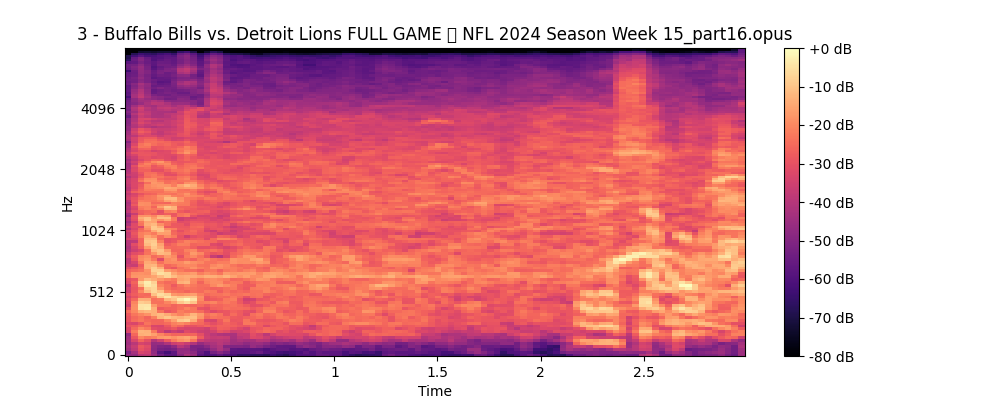 3 - Buffalo Bills vs. Detroit Lions FULL GAME ▯ NFL 2024 Season Week 15_part16.opus
+0 dB
4096
-10 dB
-20 dB
2048
-30 dB
Hz
1024
-40 dB
-50 dB
512
-60 dB
-70 dB
0
-80 dB
0 0.5 1 1.5 2 2.5
Time